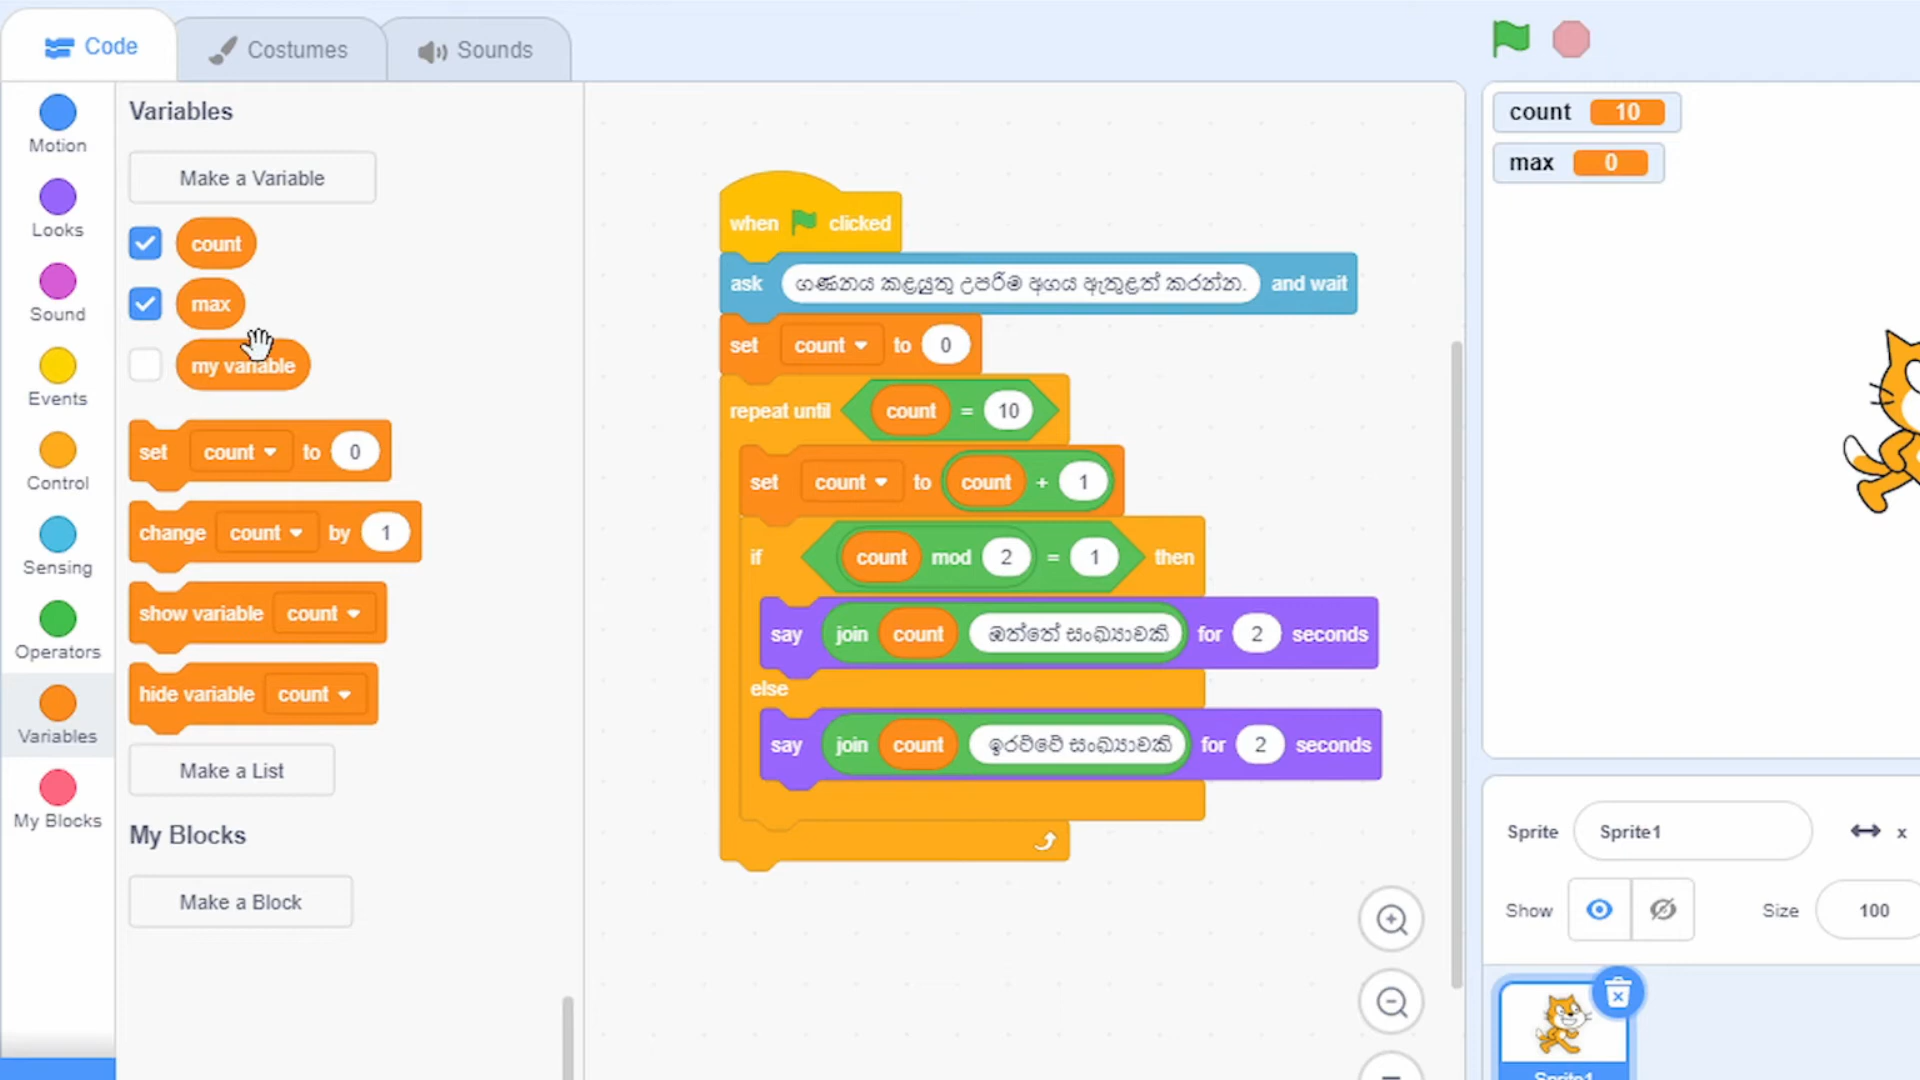 Code
Costumes
Sounds
Motion
Looks
Sound
Events
Control
Sensing
Operators
Variables
My Blocks
Variables
Make a Variable
count
max
my variable
set count to 0
change count by 1
show variable count
hide variable count
Make a List
My Blocks
Make a Block
when clicked
ask ගණනය කළයුතු උපරිම අගය ඇතුළත් කරන්න. and wait
set count to 0
repeat until count = 10
set count to count + 1
if count mod 2 = 1 then
say join count ඔත්තේ සංඛ්‍යාවකි for 2 seconds
else
say join count ඉරට්ටේ සංඛ්‍යාවකි for 2 seconds
count 10
max 0
Sprite Sprite1 x
Show Size 100
Sprite1